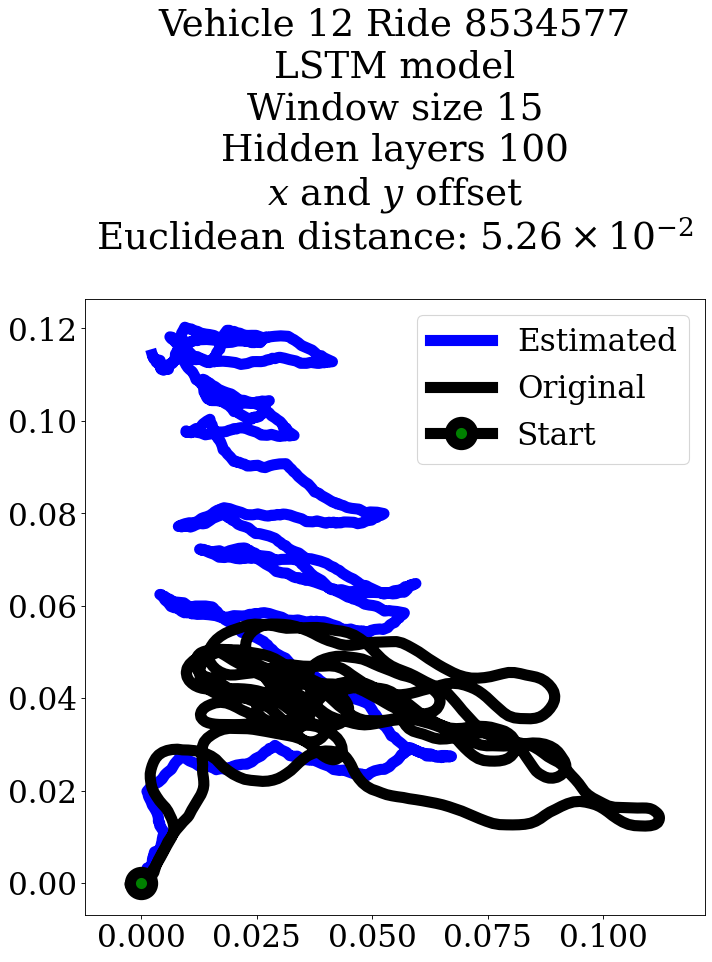 Vehicle 12 Ride 8534577
LSTM model
Window size 15
Hidden layers 100
x and y offset
Euclidean distance: 5.26 × 10⁻²
Estimated
Original
Start
0.12
0.10
0.08
0.06
0.04
0.02
0.00
0.000 0.025 0.050 0.075 0.100